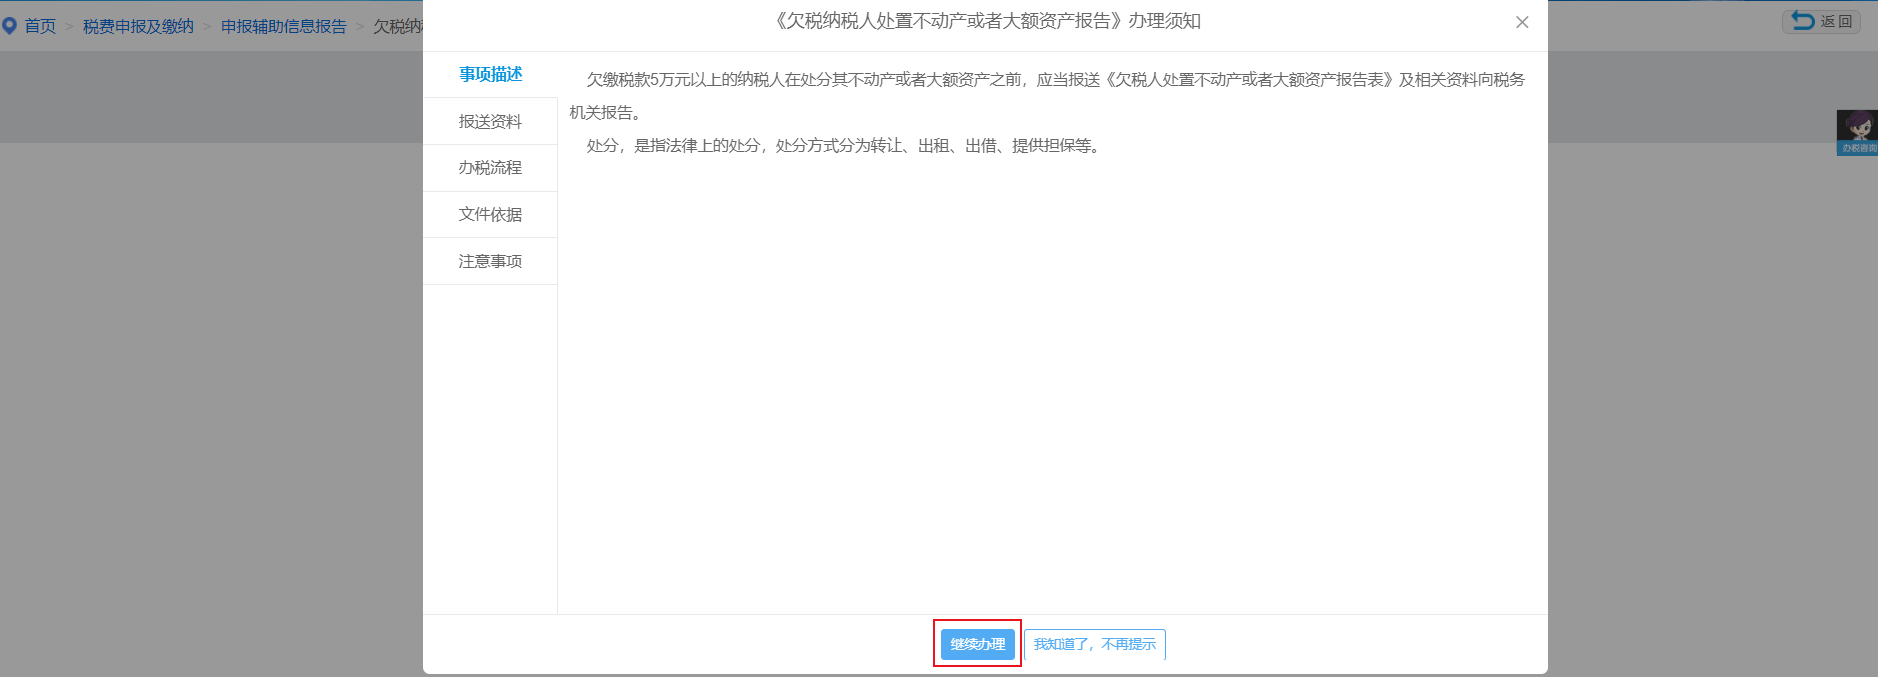 首页 > 税费申报及缴纳 > 申报辅助信息报告 > 欠税纳
《欠税纳税人处置不动产或者大额资产报告》办理须知
返回
事项描述
报送资料
办税流程
文件依据
注意事项
欠缴税款5万元以上的纳税人在处分其不动产或者大额资产之前，应当报送《欠税人处置不动产或者大额资产报告表》及相关资料向税务
机关报告。
处分，是指法律上的处分，处分方式分为转让、出租、出借、提供担保等。
办税咨询
继续办理
我知道了，不再提示